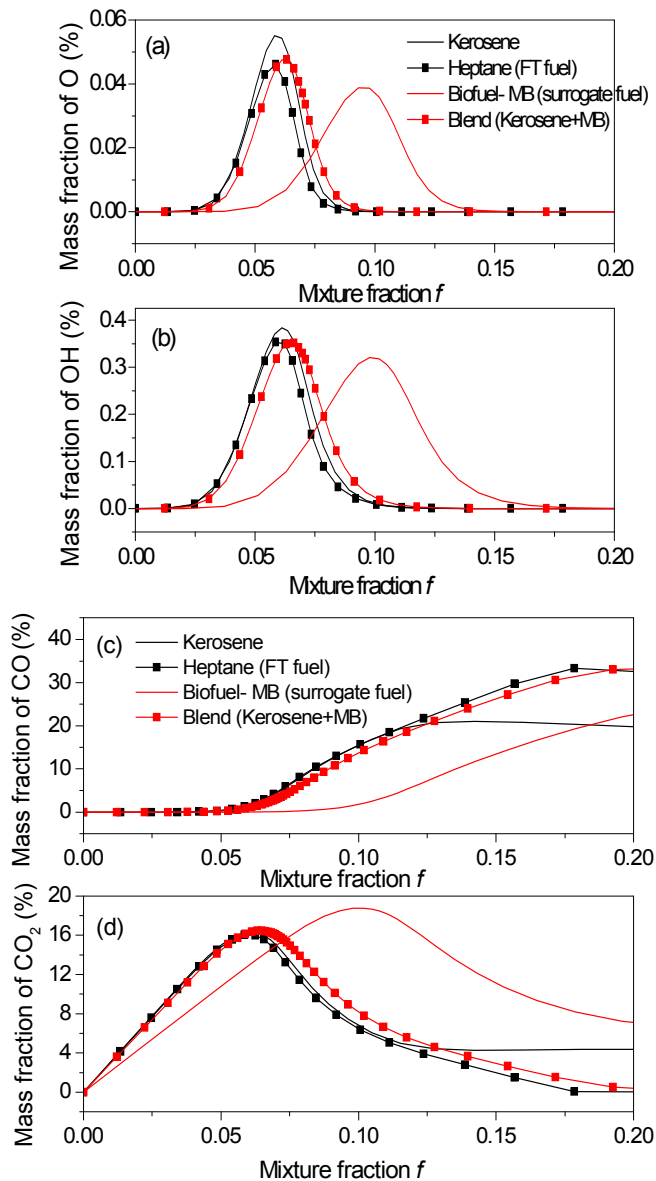 (a)
Kerosene
Heptane (FT fuel)
Biofuel- MB (surrogate fuel)
Blend (Kerosene+MB)
Mass fraction of O (%)
0.06
0.04
0.02
0.00
0.00 0.05 0.10 0.15 0.20
Mixture fraction f
(b)
Mass fraction of OH (%)
0.4
0.3
0.2
0.1
0.0
0.00 0.05 0.10 0.15 0.20
Mixture fraction f
(c)
Kerosene
Heptane (FT fuel)
Biofuel- MB (surrogate fuel)
Blend (Kerosene+MB)
Mass fraction of CO (%)
40
30
20
10
0
0.00 0.05 0.10 0.15 0.20
Mixture fraction f
(d)
Mass fraction of CO₂ (%)
20
16
12
8
4
0
0.00 0.05 0.10 0.15 0.20
Mixture fraction f